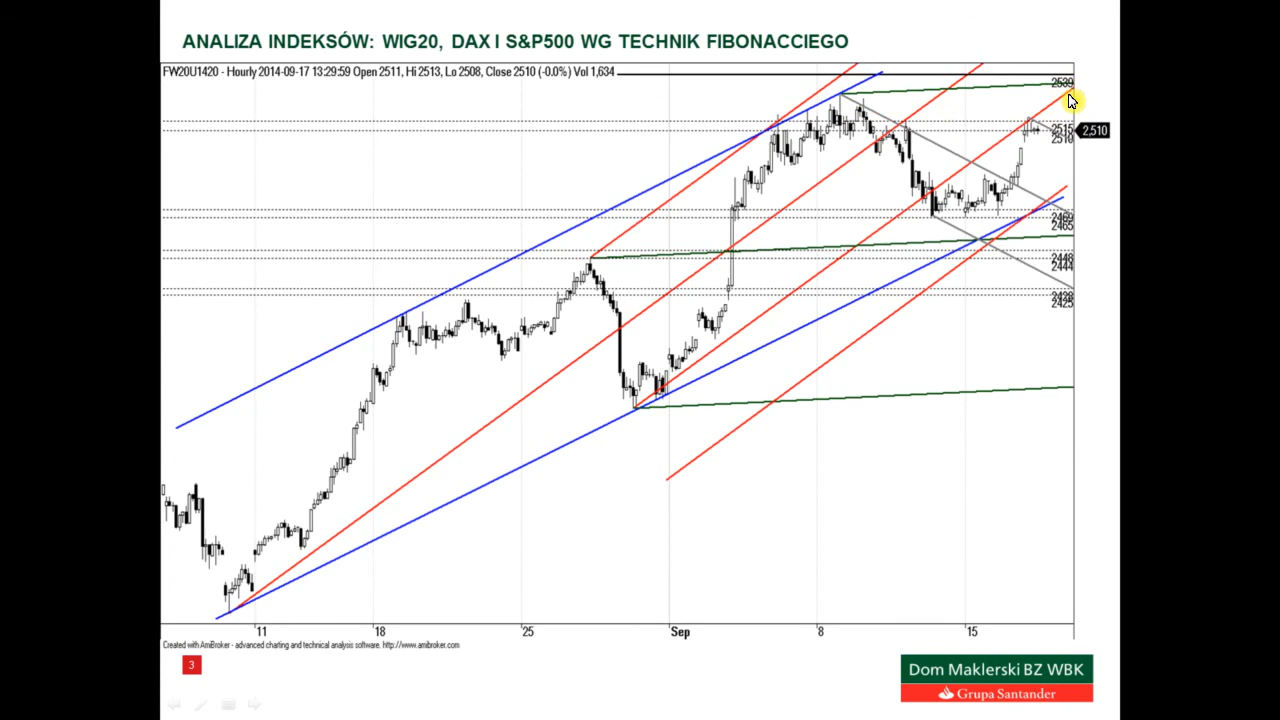 ANALIZA INDEKSÓW: WIG20, DAX I S&P500 WG TECHNIK FIBONACCIEGO
FW20U1420 - Hourly 2014-09-17 13:29:59 Open 2511, Hi 2513, Lo 2508, Close 2510 (-0.0%) Vol 1,634
2539
2515
2.510
2510
2469
2465
2448
2444
2428
2425
11
18
25
Sep
8
15
Created with AmiBroker - advanced charting and technical analysis software. http://www.amibroker.com
3
Dom Maklerski BZ WBK
Grupa Santander